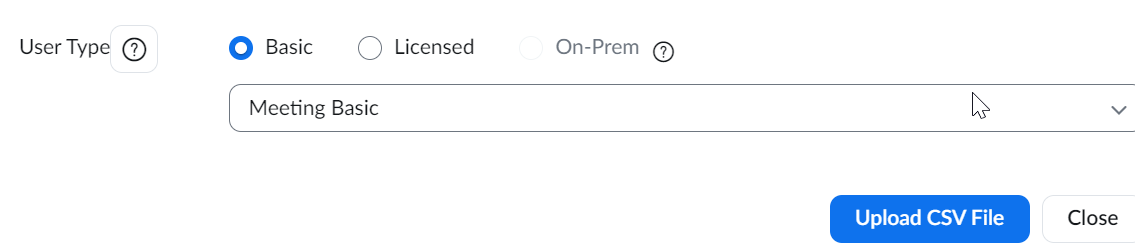 User Type ? Basic Licensed On-Prem ?
Meeting Basic
Upload CSV File Close